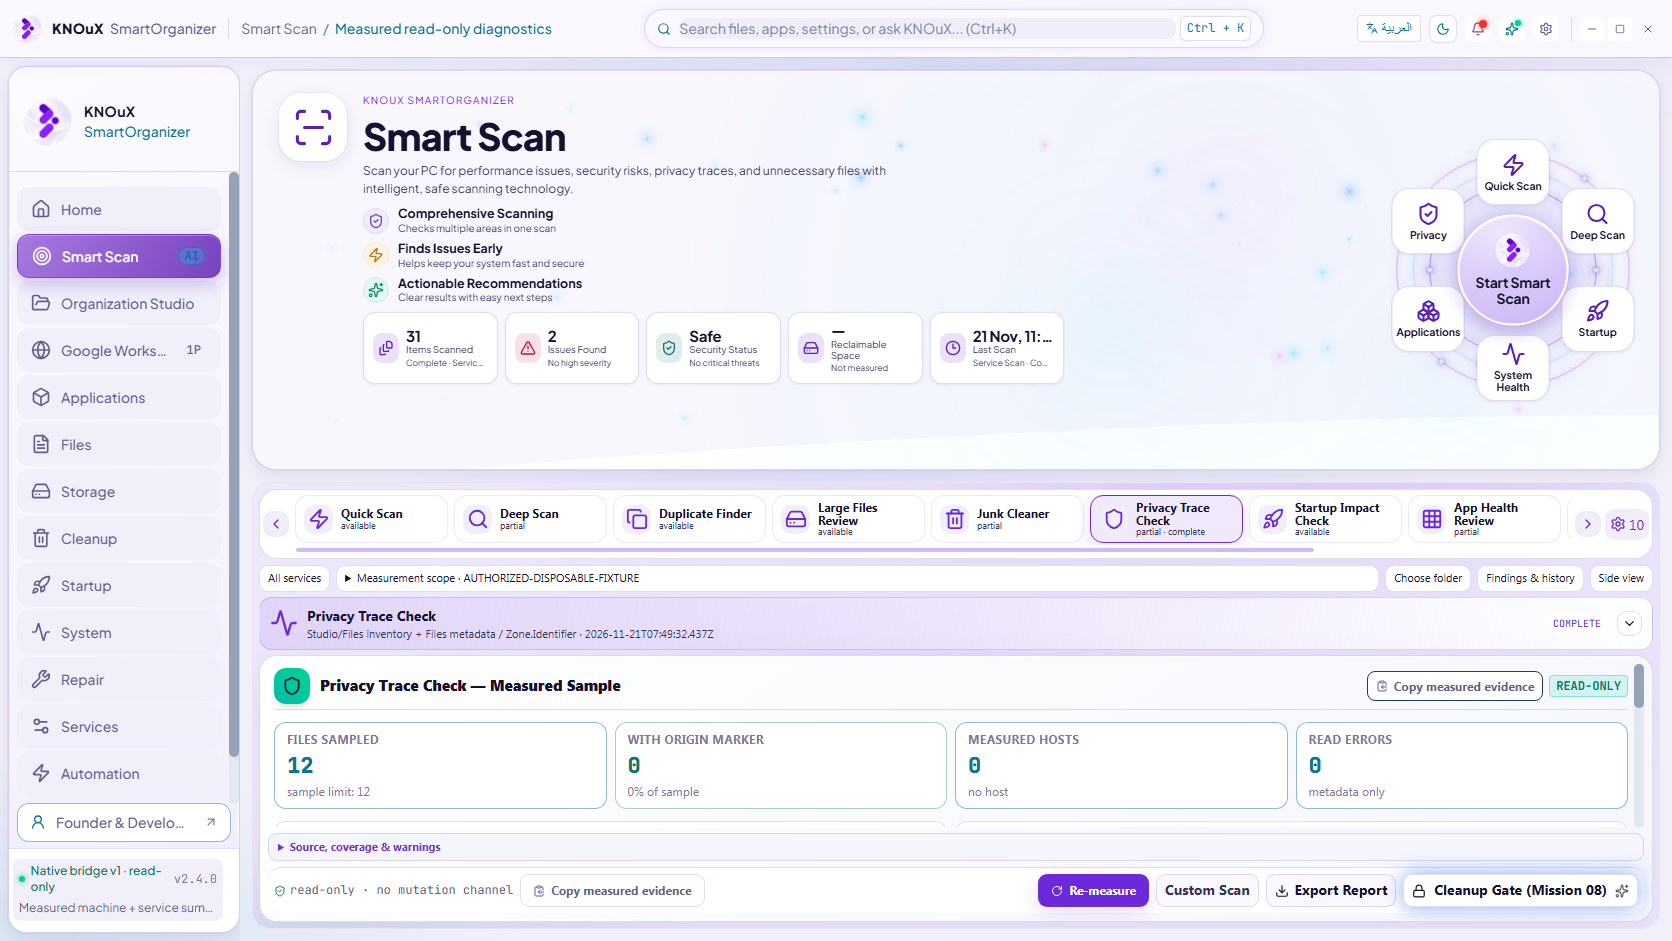 KNOuX SmartOrganizer
Smart Scan / Measured read-only diagnostics
Search files, apps, settings, or ask KNOuX... (Ctrl+K)
Ctrl + K
العربية
KNOuX
SmartOrganizer
Home
Smart Scan AI
Organization Studio
Google Works... 1P
Applications
Files
Storage
Cleanup
Startup
System
Repair
Services
Automation
Founder & Develo...
Native bridge v1 · read-only
v2.4.0
Measured machine + service sum...
KNOUX SMARTORGANIZER
Smart Scan
Scan your PC for performance issues, security risks, privacy traces, and unnecessary files with
intelligent, safe scanning technology.
Comprehensive Scanning
Checks multiple areas in one scan
Finds Issues Early
Helps keep your system fast and secure
Actionable Recommendations
Clear results with easy next steps
31
Items Scanned
Complete · Servic...
2
Issues Found
No high severity
Safe
Security Status
No critical threats
—
Reclaimable
Space
Not measured
21 Nov, 11:...
Last Scan
Service Scan · Co...
Quick Scan
Privacy
Deep Scan
Start Smart
Scan
Applications
Startup
System
Health
Quick Scan
available
Deep Scan
partial
Duplicate Finder
available
Large Files
Review
available
Junk Cleaner
partial
Privacy Trace
Check
partial · complete
Startup Impact
Check
available
App Health
Review
partial
10
All services
Measurement scope · AUTHORIZED-DISPOSABLE-FIXTURE
Choose folder
Findings & history
Side view
Privacy Trace Check
Studio/Files inventory + Files metadata / Zone.Identifier · 2026-11-21T07:49:32.437Z
COMPLETE
Privacy Trace Check — Measured Sample
Copy measured evidence
READ-ONLY
FILES SAMPLED
12
sample limit: 12
WITH ORIGIN MARKER
0
0% of sample
MEASURED HOSTS
0
no host
READ ERRORS
0
metadata only
Source, coverage & warnings
read-only · no mutation channel
Copy measured evidence
Re-measure
Custom Scan
Export Report
Cleanup Gate (Mission 08)